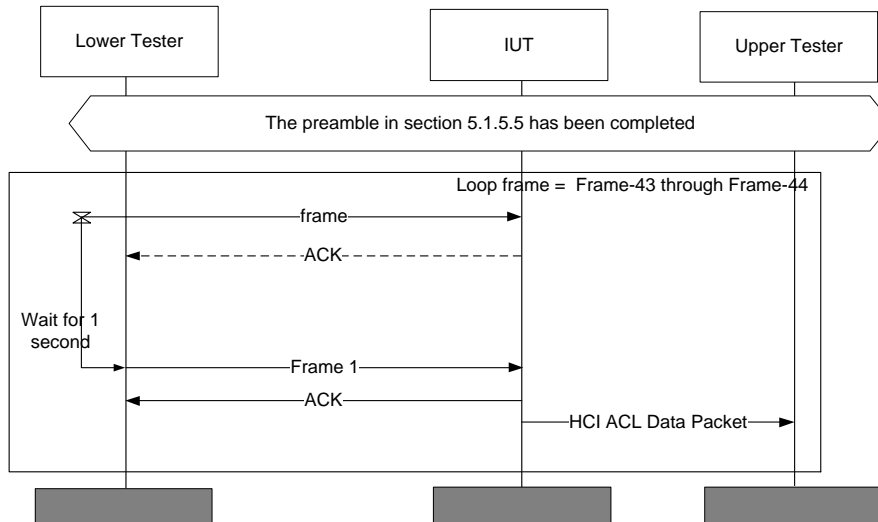 Lower Tester
IUT
Upper Tester
The preamble in section 5.1.5.5 has been completed
Loop frame =  Frame-43 through Frame-44
frame
ACK
Wait for 1
second
Frame 1
ACK
HCI ACL Data Packet